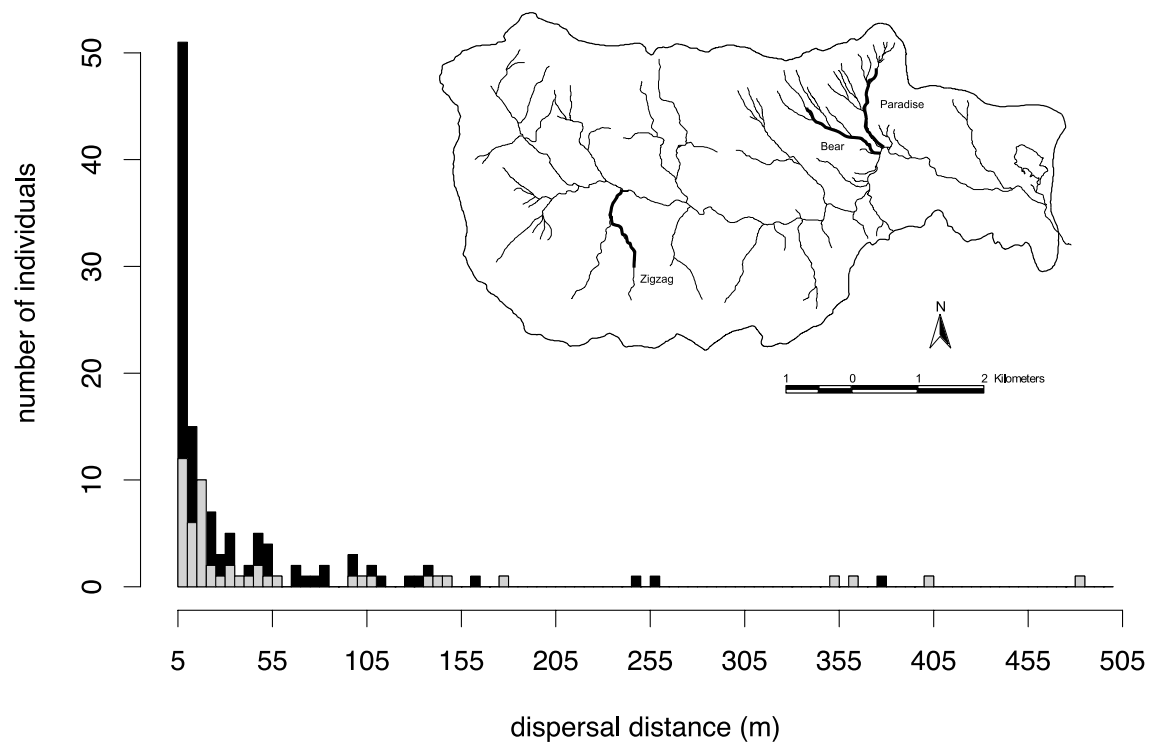 50
40
30
20
10
0
number of individuals
5 55 105 155 205 255 305 355 405 455 505
dispersal distance (m)
Paradise
Bear
Zigzag
N
1 0 1 2 Kilometers